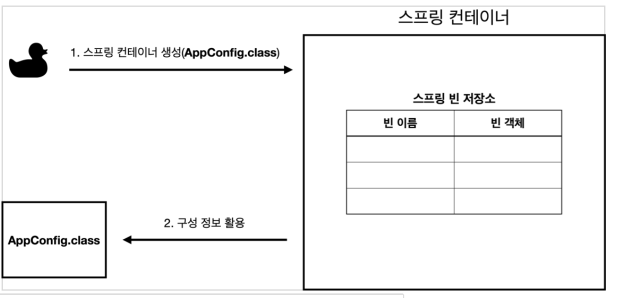 스프링 컨테이너
1. 스프링 컨테이너 생성(AppConfig.class)
스프링 빈 저장소
빈 이름
빈 객체
2. 구성 정보 활용
AppConfig.class